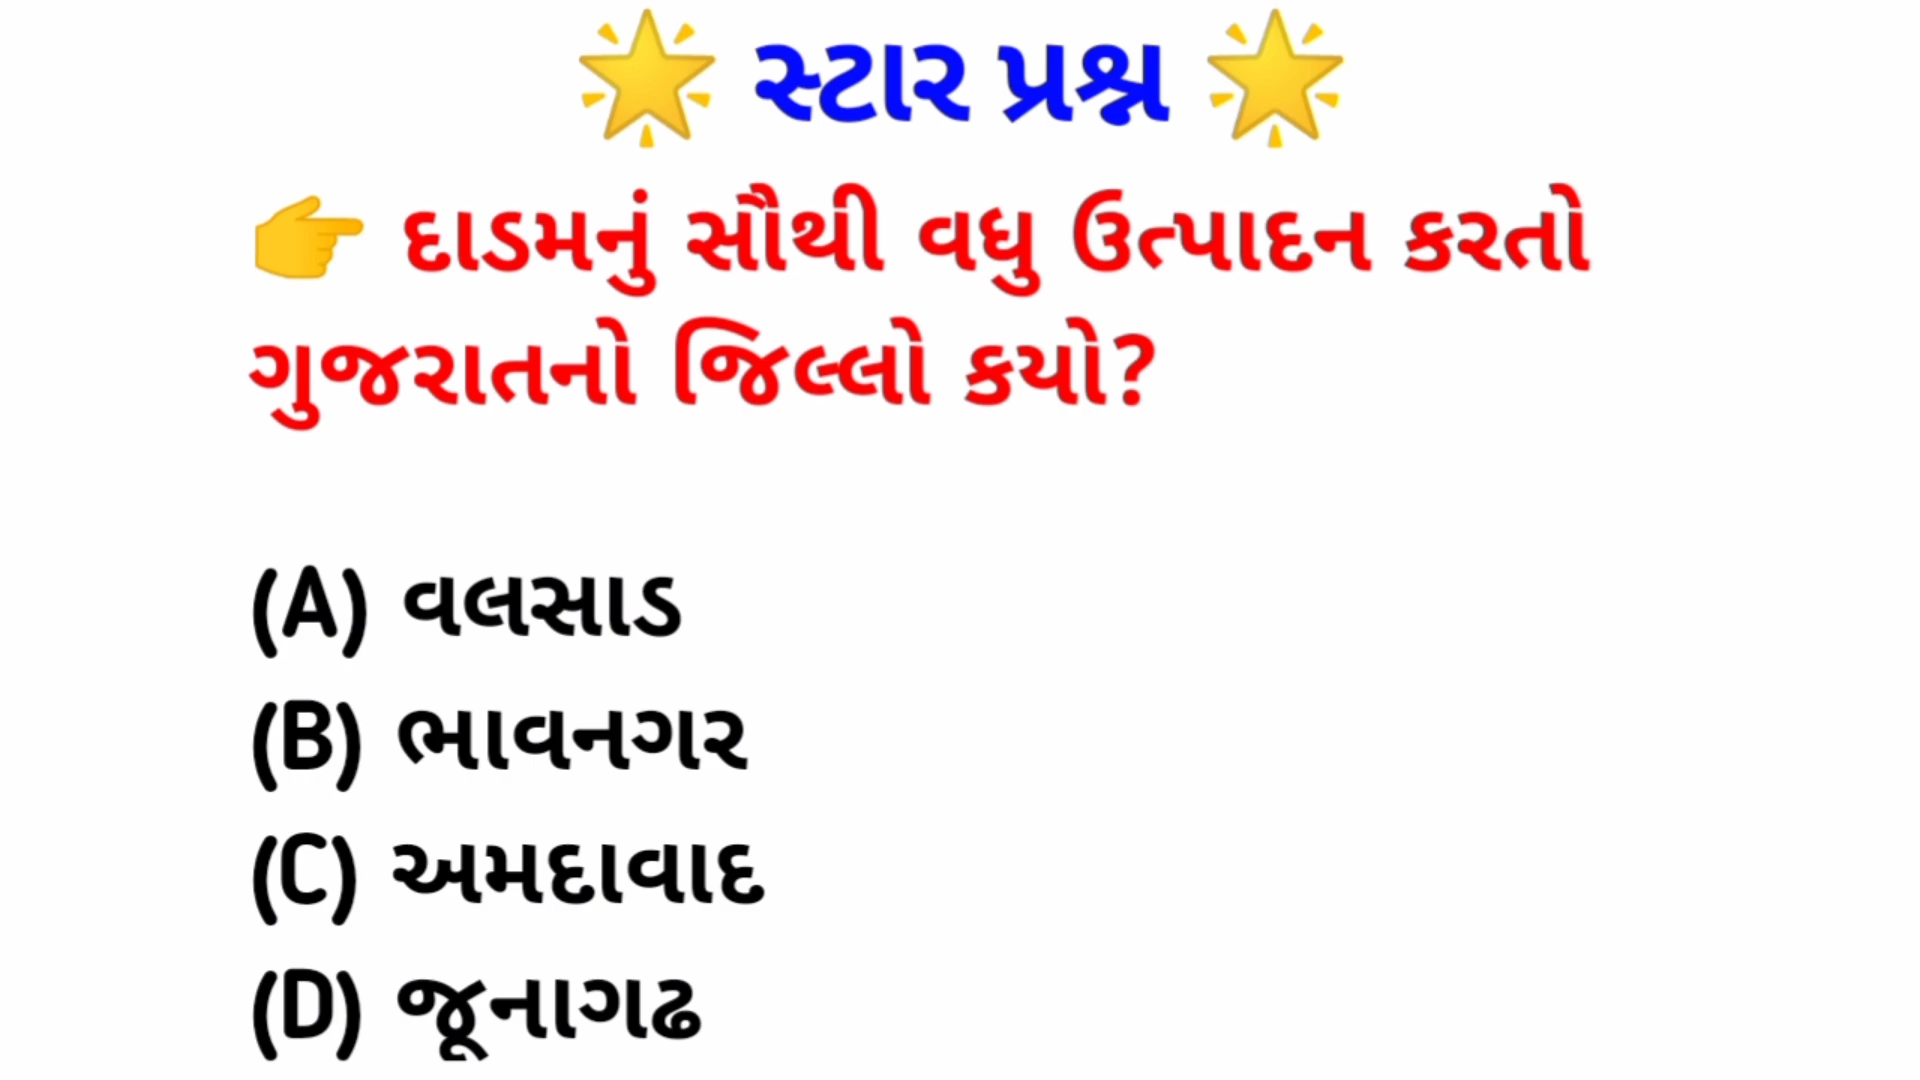 🌟 સ્ટાર પ્રશ્ન 🌟
👉 દાડમનું સૌથી વધુ ઉત્પાદન કરતો
ગુજરાતનો જિલ્લો કયો?
(A) વલસાડ
(B) ભાવનગર
(C) અમદાવાદ
(D) જૂનાગઢ